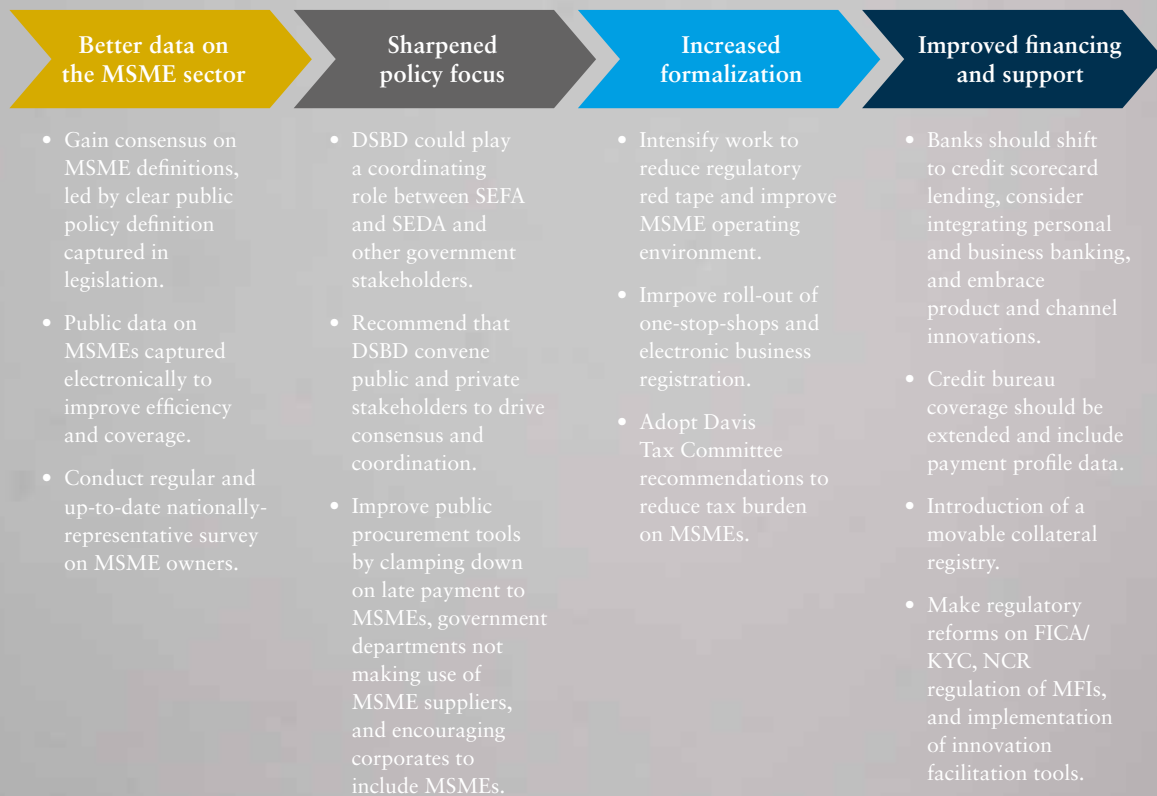 Better data on
the MSME sector
• Gain consensus on
MSME definitions,
led by clear public
policy definition
captured in
legislation.
• Public data on
MSMEs captured
electronically to
improve efficiency
and coverage.
• Conduct regular and
up-to-date nationally-
representative survey
on MSME owners.
Sharpened
policy focus
• DSBD could play
a coordinating
role between SEFA
and SEDA and
other government
stakeholders.
• Recommend that
DSBD convene
public and private
stakeholders to drive
consensus and
coordination.
• Improve public
procurement tools
by clamping down
on late payment to
MSMEs, government
departments not
making use of
MSME suppliers,
and encouraging
corporates to
include MSMEs.
Increased
formalization
• Intensify work to
reduce regulatory
red tape and improve
MSME operating
environment.
• Imrpove roll-out of
one-stop-shops and
electronic business
registration.
• Adopt Davis
Tax Committee
recommendations to
reduce tax burden
on MSMEs.
Improved financing
and support
• Banks should shift
to credit scorecard
lending, consider
integrating personal
and business banking,
and embrace
product and channel
innovations.
• Credit bureau
coverage should be
extended and include
payment profile data.
• Introduction of a
movable collateral
registry.
• Make regulatory
reforms on FICA/
KYC, NCR
regulation of MFIs,
and implementation
of innovation
facilitation tools.